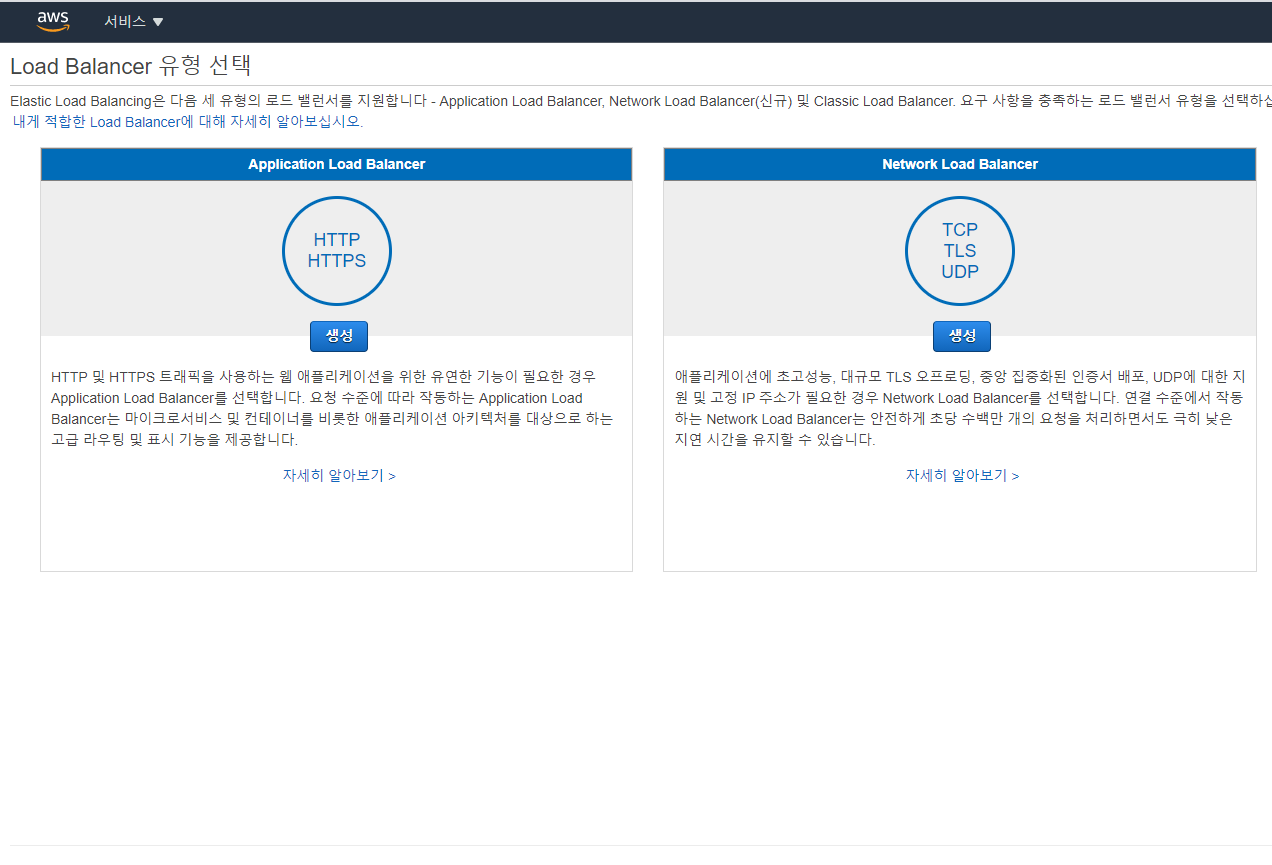 aws 서비스
Load Balancer 유형 선택
Elastic Load Balancing은 다음 세 유형의 로드 밸런서를 지원합니다 - Application Load Balancer, Network Load Balancer(신규) 및 Classic Load Balancer. 요구 사항을 충족하는 로드 밸런서 유형을 선택하십
내게 적합한 Load Balancer에 대해 자세히 알아보십시오.
Application Load Balancer
HTTP
HTTPS
생성
HTTP 및 HTTPS 트래픽을 사용하는 웹 애플리케이션을 위한 유연한 기능이 필요한 경우
Application Load Balancer를 선택합니다. 요청 수준에 따라 작동하는 Application Load
Balancer는 마이크로서비스 및 컨테이너를 비롯한 애플리케이션 아키텍처를 대상으로 하는
고급 라우팅 및 표시 기능을 제공합니다.
자세히 알아보기 >
Network Load Balancer
TCP
TLS
UDP
생성
애플리케이션에 초고성능, 대규모 TLS 오프로딩, 중앙 집중화된 인증서 배포, UDP에 대한 지
원 및 고정 IP 주소가 필요한 경우 Network Load Balancer를 선택합니다. 연결 수준에서 작동
하는 Network Load Balancer는 안전하게 초당 수백만 개의 요청을 처리하면서도 극히 낮은
지연 시간을 유지할 수 있습니다.
자세히 알아보기 >